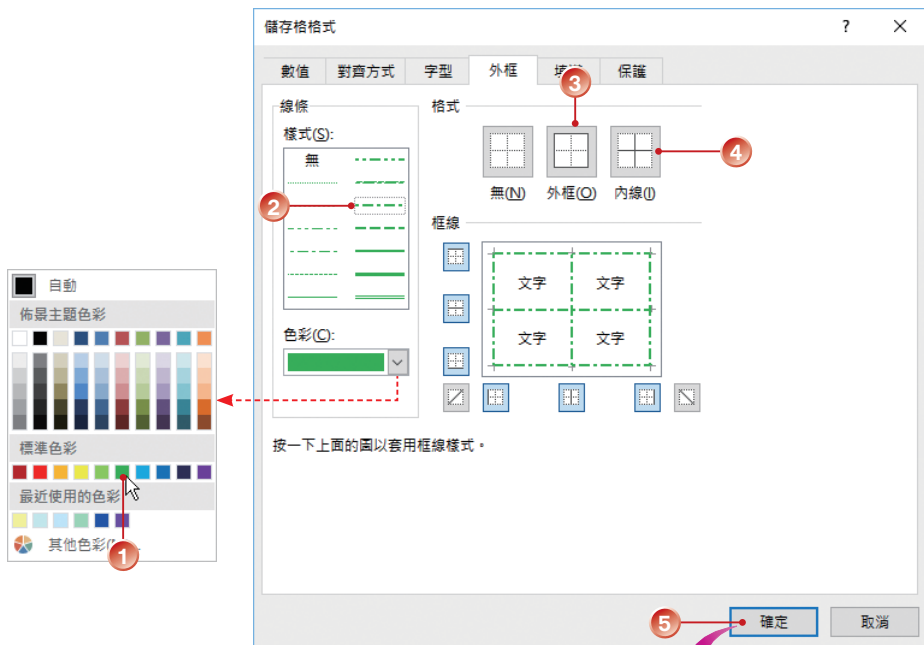 儲存格格式 ? ×
數值 對齊方式 字型 外框 保護
線條 格式
樣式(S):
無
無(N) 外框(O) 內線(I)
框線
文字 文字
文字 文字
色彩(C):
按一下上面的圖以套用框線樣式。
自動
佈景主題色彩
標準色彩
最近使用的色彩
其他色彩
1
2
3
4
5
確定 取消